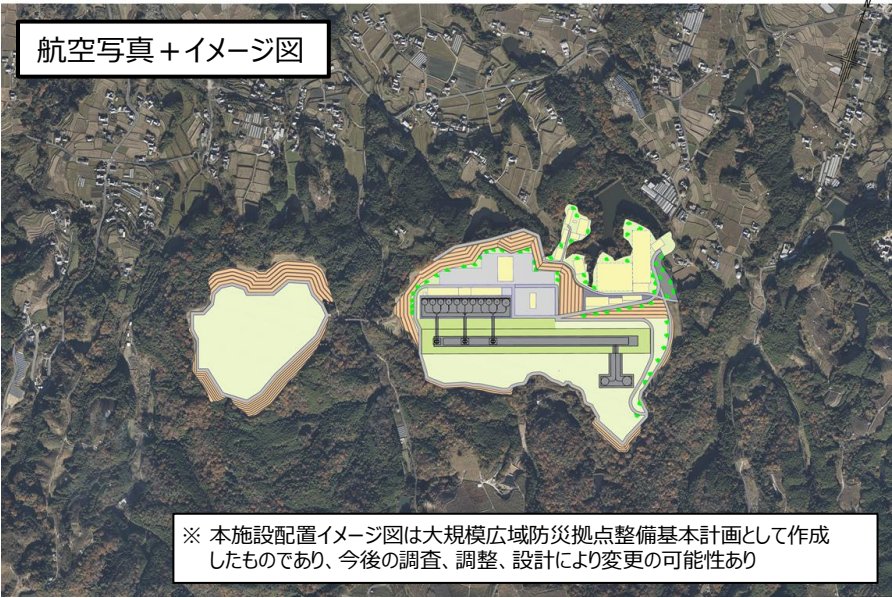 航空写真＋イメージ図
N
※ 本施設配置イメージ図は大規模広域防災拠点整備基本計画として作成
したものであり、今後の調査、調整、設計により変更の可能性あり